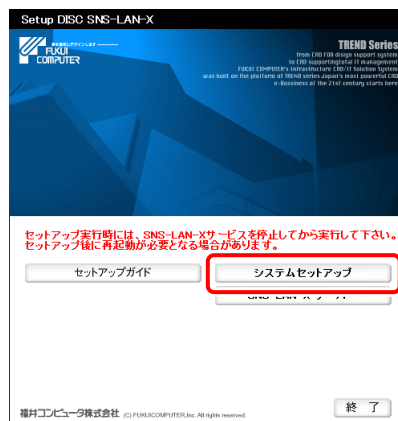 Setup DISC SNS-LAN-X
FUKUI
COMPUTER
TREND Series
from CAD FOR design support system
to CAD supportingtotal IT management
FUKUI COMPUTER's Infrastructure CAD/IT Solution System
was built on the platform of TREND series Japan's most powerful CAD
e-Bussiness of the 21st century starts here
セットアップ実行時には、SNS-LAN-Xサービスを停止してから実行して下さい。
セットアップ後に再起動が必要となる場合があります。
セットアップガイド
システムセットアップ
福井コンピュータ株式会社 (C) FUKUICOMPUTER,Inc. All rights reserved.
終 了